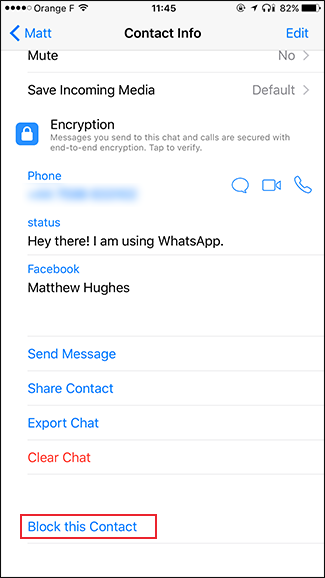 Orange F 11:45 82%
Matt Contact Info Edit
Mute No
Save Incoming Media Default
Encryption
Messages you send to this chat and calls are secured with
end-to-end encryption. Tap to verify.
Phone
status
Hey there! I am using WhatsApp.
Facebook
Matthew Hughes
Send Message
Share Contact
Export Chat
Clear Chat
Block this Contact